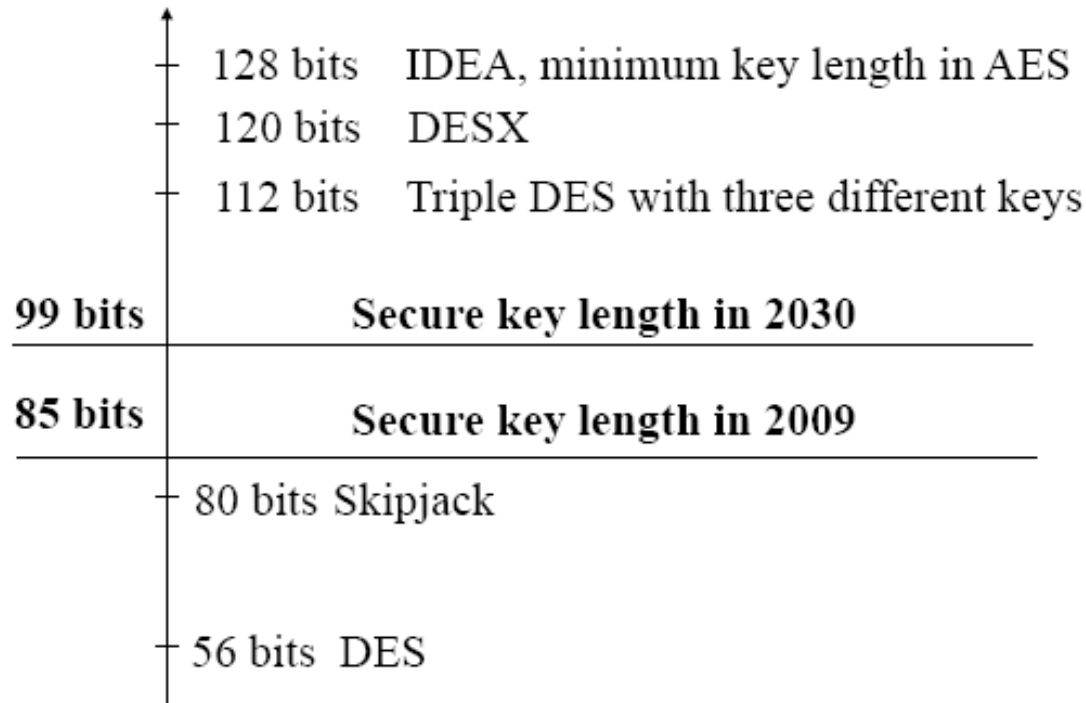 128 bits IDEA, minimum key length in AES
120 bits DESX
112 bits Triple DES with three different keys
99 bits Secure key length in 2030
85 bits Secure key length in 2009
80 bits Skipjack
56 bits DES